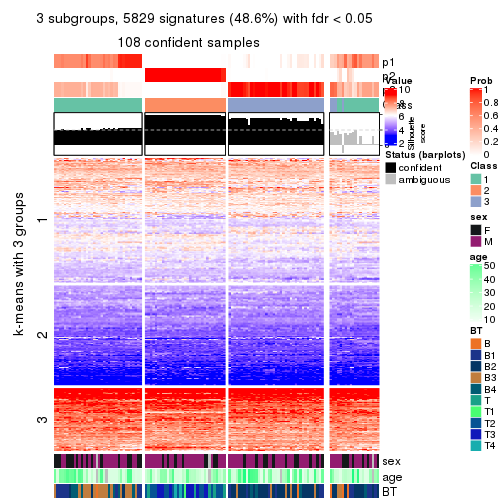 3 subgroups, 5829 signatures (48.6%) with fdr < 0.05
108 confident samples
p1
p2
Value
10
8
6
4
2
Silhouette
score
Status (barplots)
confident
ambiguous
Prob
1
0.8
0.6
0.4
0.2
0
Class
1
2
3
sex
F
M
age
50
40
30
20
10
BT
B
B1
B2
B3
B4
T
T1
T2
T3
T4
k-means with 3 groups
1
2
3
sex
age
BT